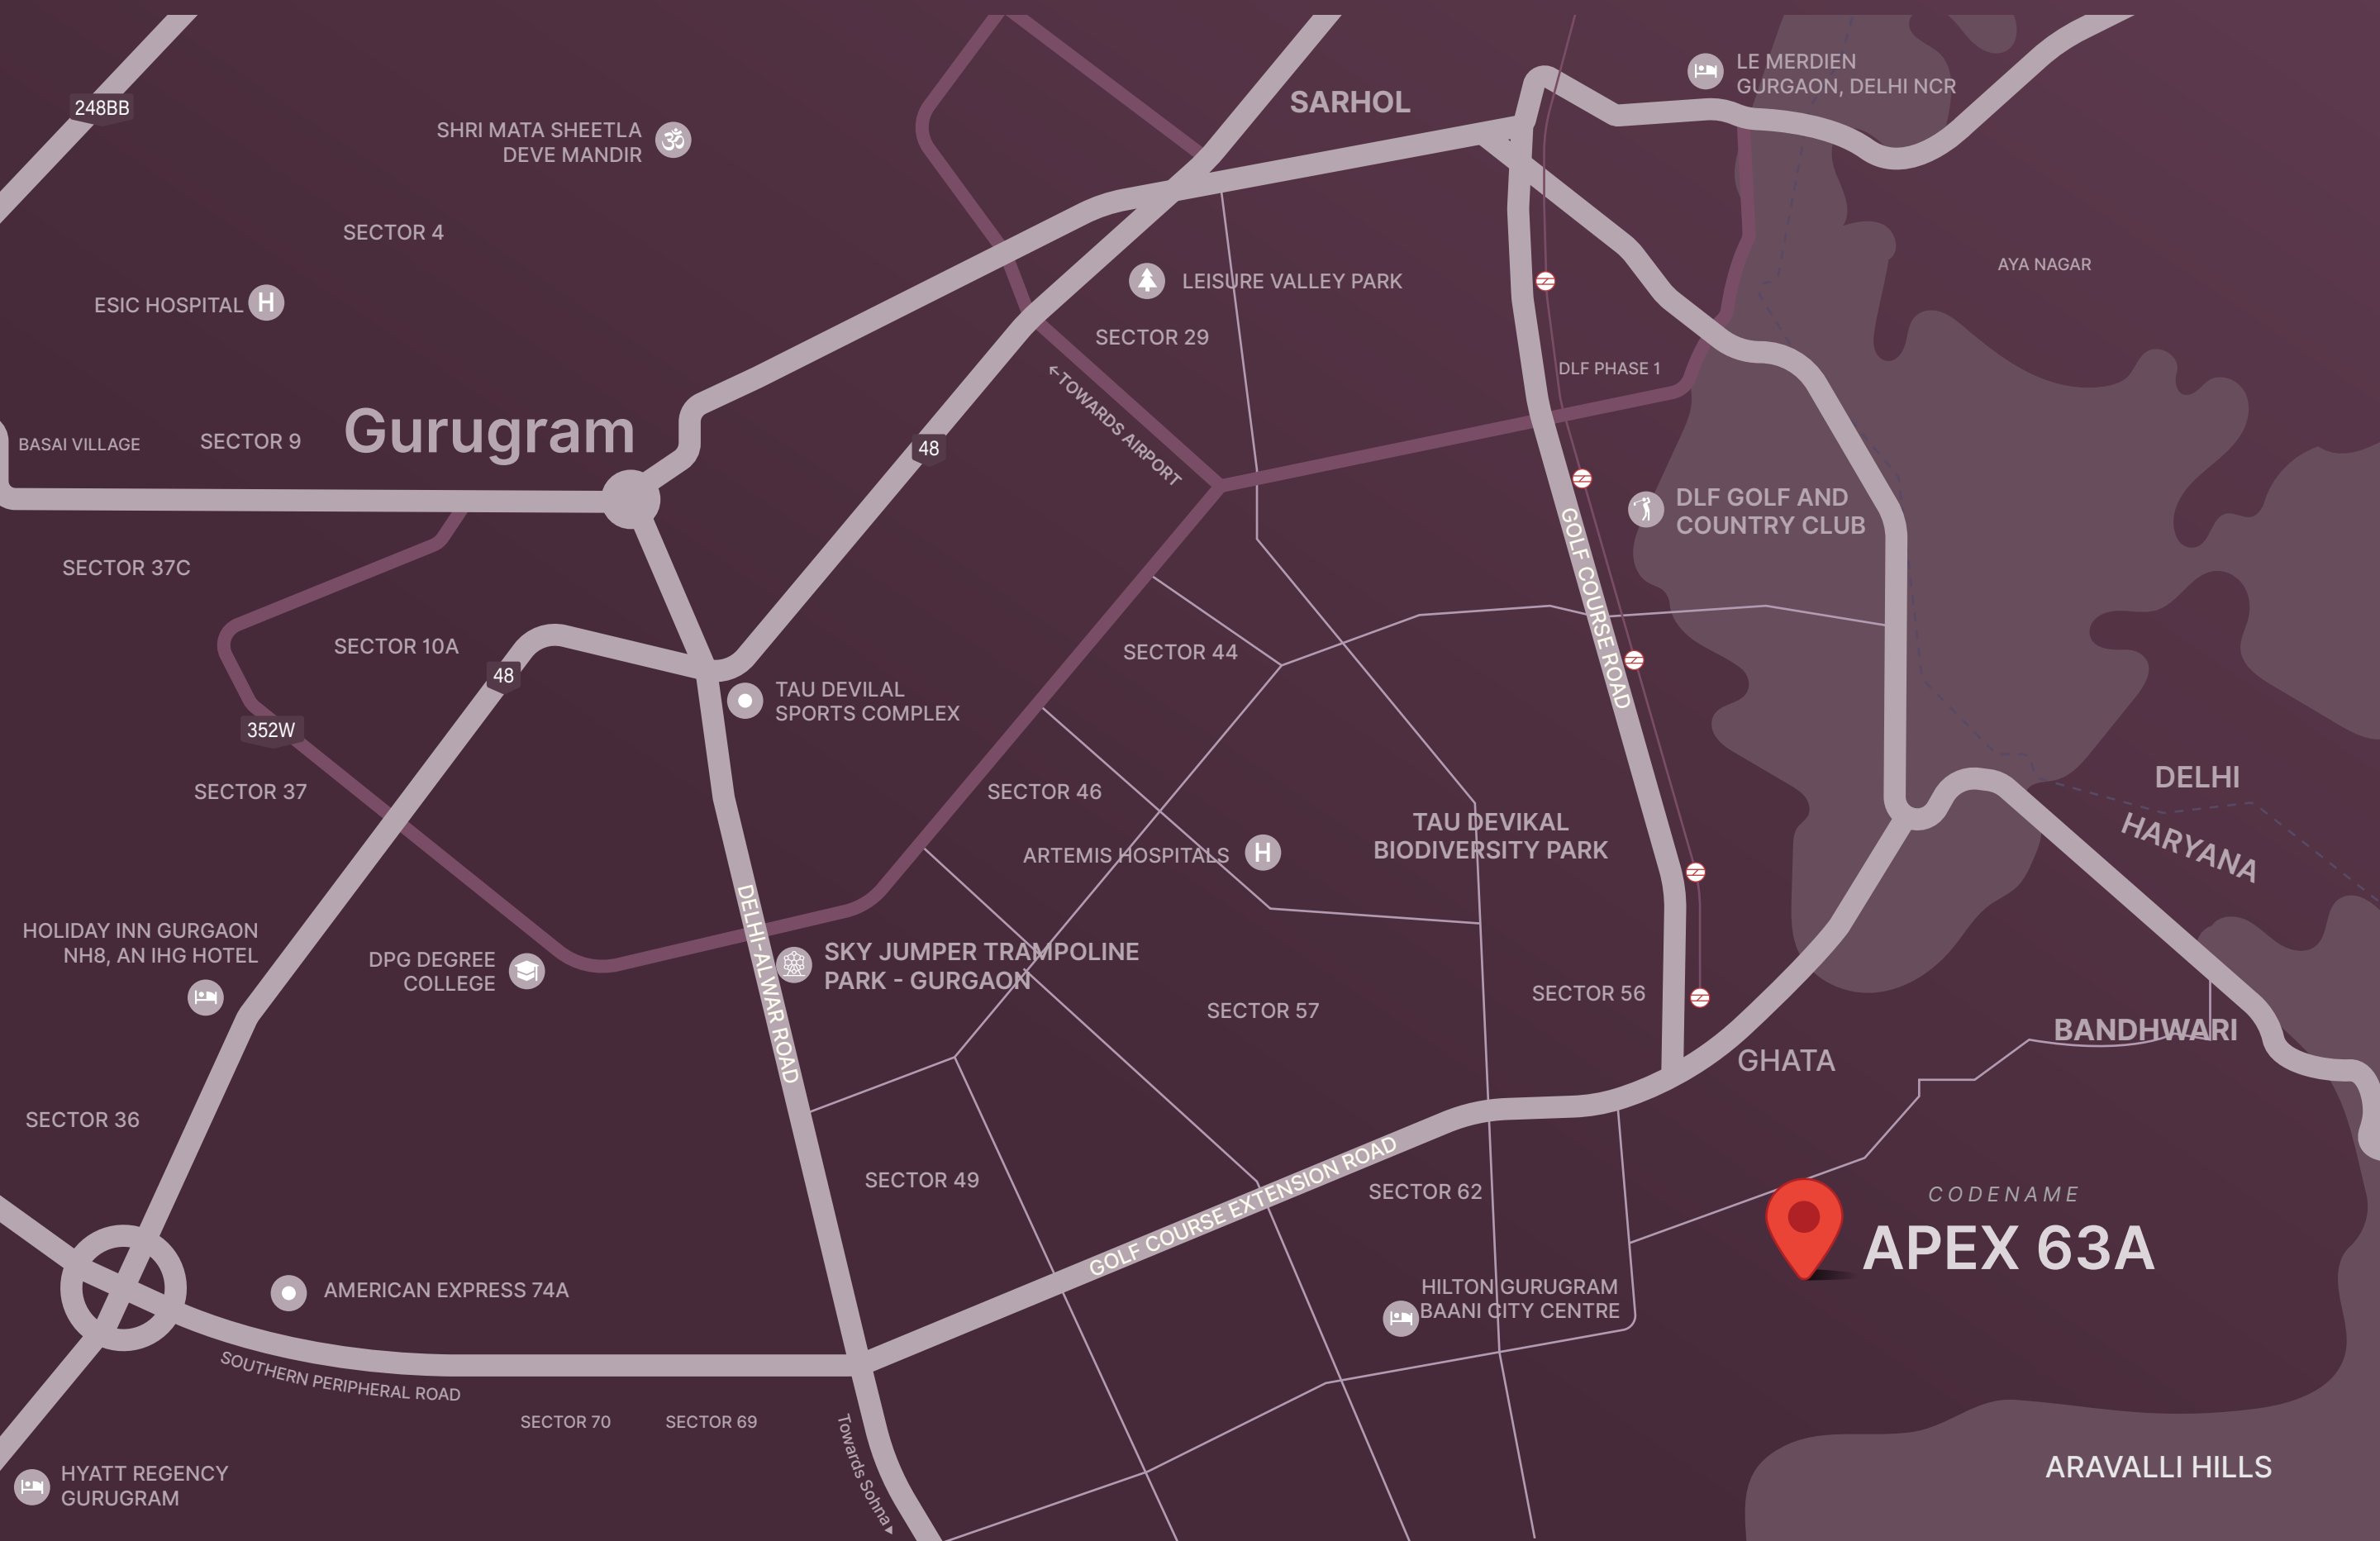 248BB
SHRI MATA SHEETLA
DEVE MANDIR
SARHOL
LE MERDIEN
GURGAON, DELHI NCR
SECTOR 4
ESIC HOSPITAL
H
LEISURE VALLEY PARK
SECTOR 29
AYA NAGAR
DLF PHASE 1
←TOWARDS AIRPORT
BASAI VILLAGE
SECTOR 9
Gurugram
48
DLF GOLF AND
COUNTRY CLUB
GOLF COURSE ROAD
SECTOR 37C
SECTOR 10A
48
SECTOR 44
TAU DEVILAL
SPORTS COMPLEX
352W
SECTOR 37
SECTOR 46
DELHI
HARYANA
TAU DEVIKAL
BIODIVERSITY PARK
ARTEMIS HOSPITALS
H
HOLIDAY INN GURGAON
NH8, AN IHG HOTEL
DPG DEGREE
COLLEGE
DELHI-ALWAR ROAD
SKY JUMPER TRAMPOLINE
PARK - GURGAON
SECTOR 57
SECTOR 56
BANDHWARI
GHATA
SECTOR 36
SECTOR 49
GOLF COURSE EXTENSION ROAD
SECTOR 62
CODENAME
APEX 63A
HILTON GURUGRAM
BAANI CITY CENTRE
AMERICAN EXPRESS 74A
SOUTHERN PERIPHERAL ROAD
SECTOR 70
SECTOR 69
Towards Sohna
HYATT REGENCY
GURUGRAM
ARAVALLI HILLS